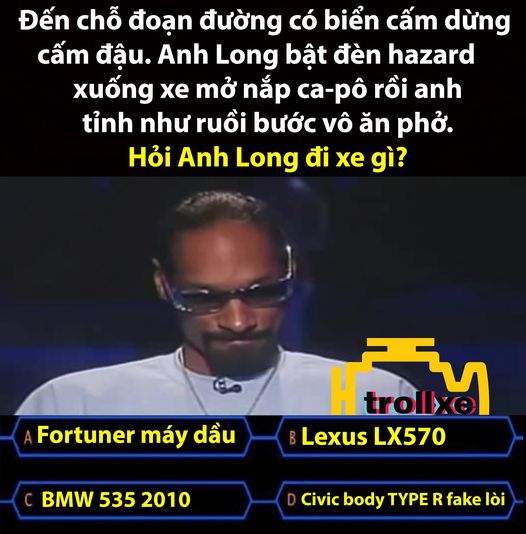 Đến chỗ đoạn đường có biển cấm dừng
cấm đậu. Anh Long bật đèn hazard
xuống xe mở nắp ca-pô rồi anh
tỉnh như ruồi bước vô ăn phở.
Hỏi Anh Long đi xe gì?
trollxe
A Fortuner máy dầu
B Lexus LX570
C BMW 535 2010
D Civic body TYPE R fake lòi